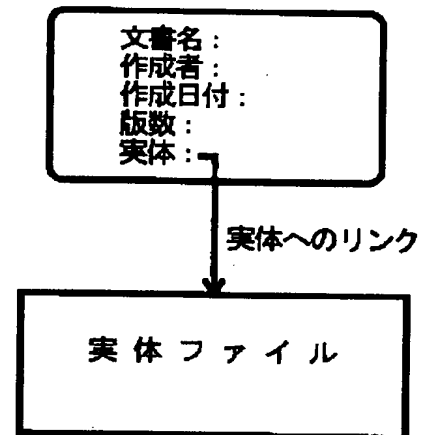 文書名：
作成者：
作成日付：
版数：
実体：
実体へのリンク
実 体 フ ァ イ ル